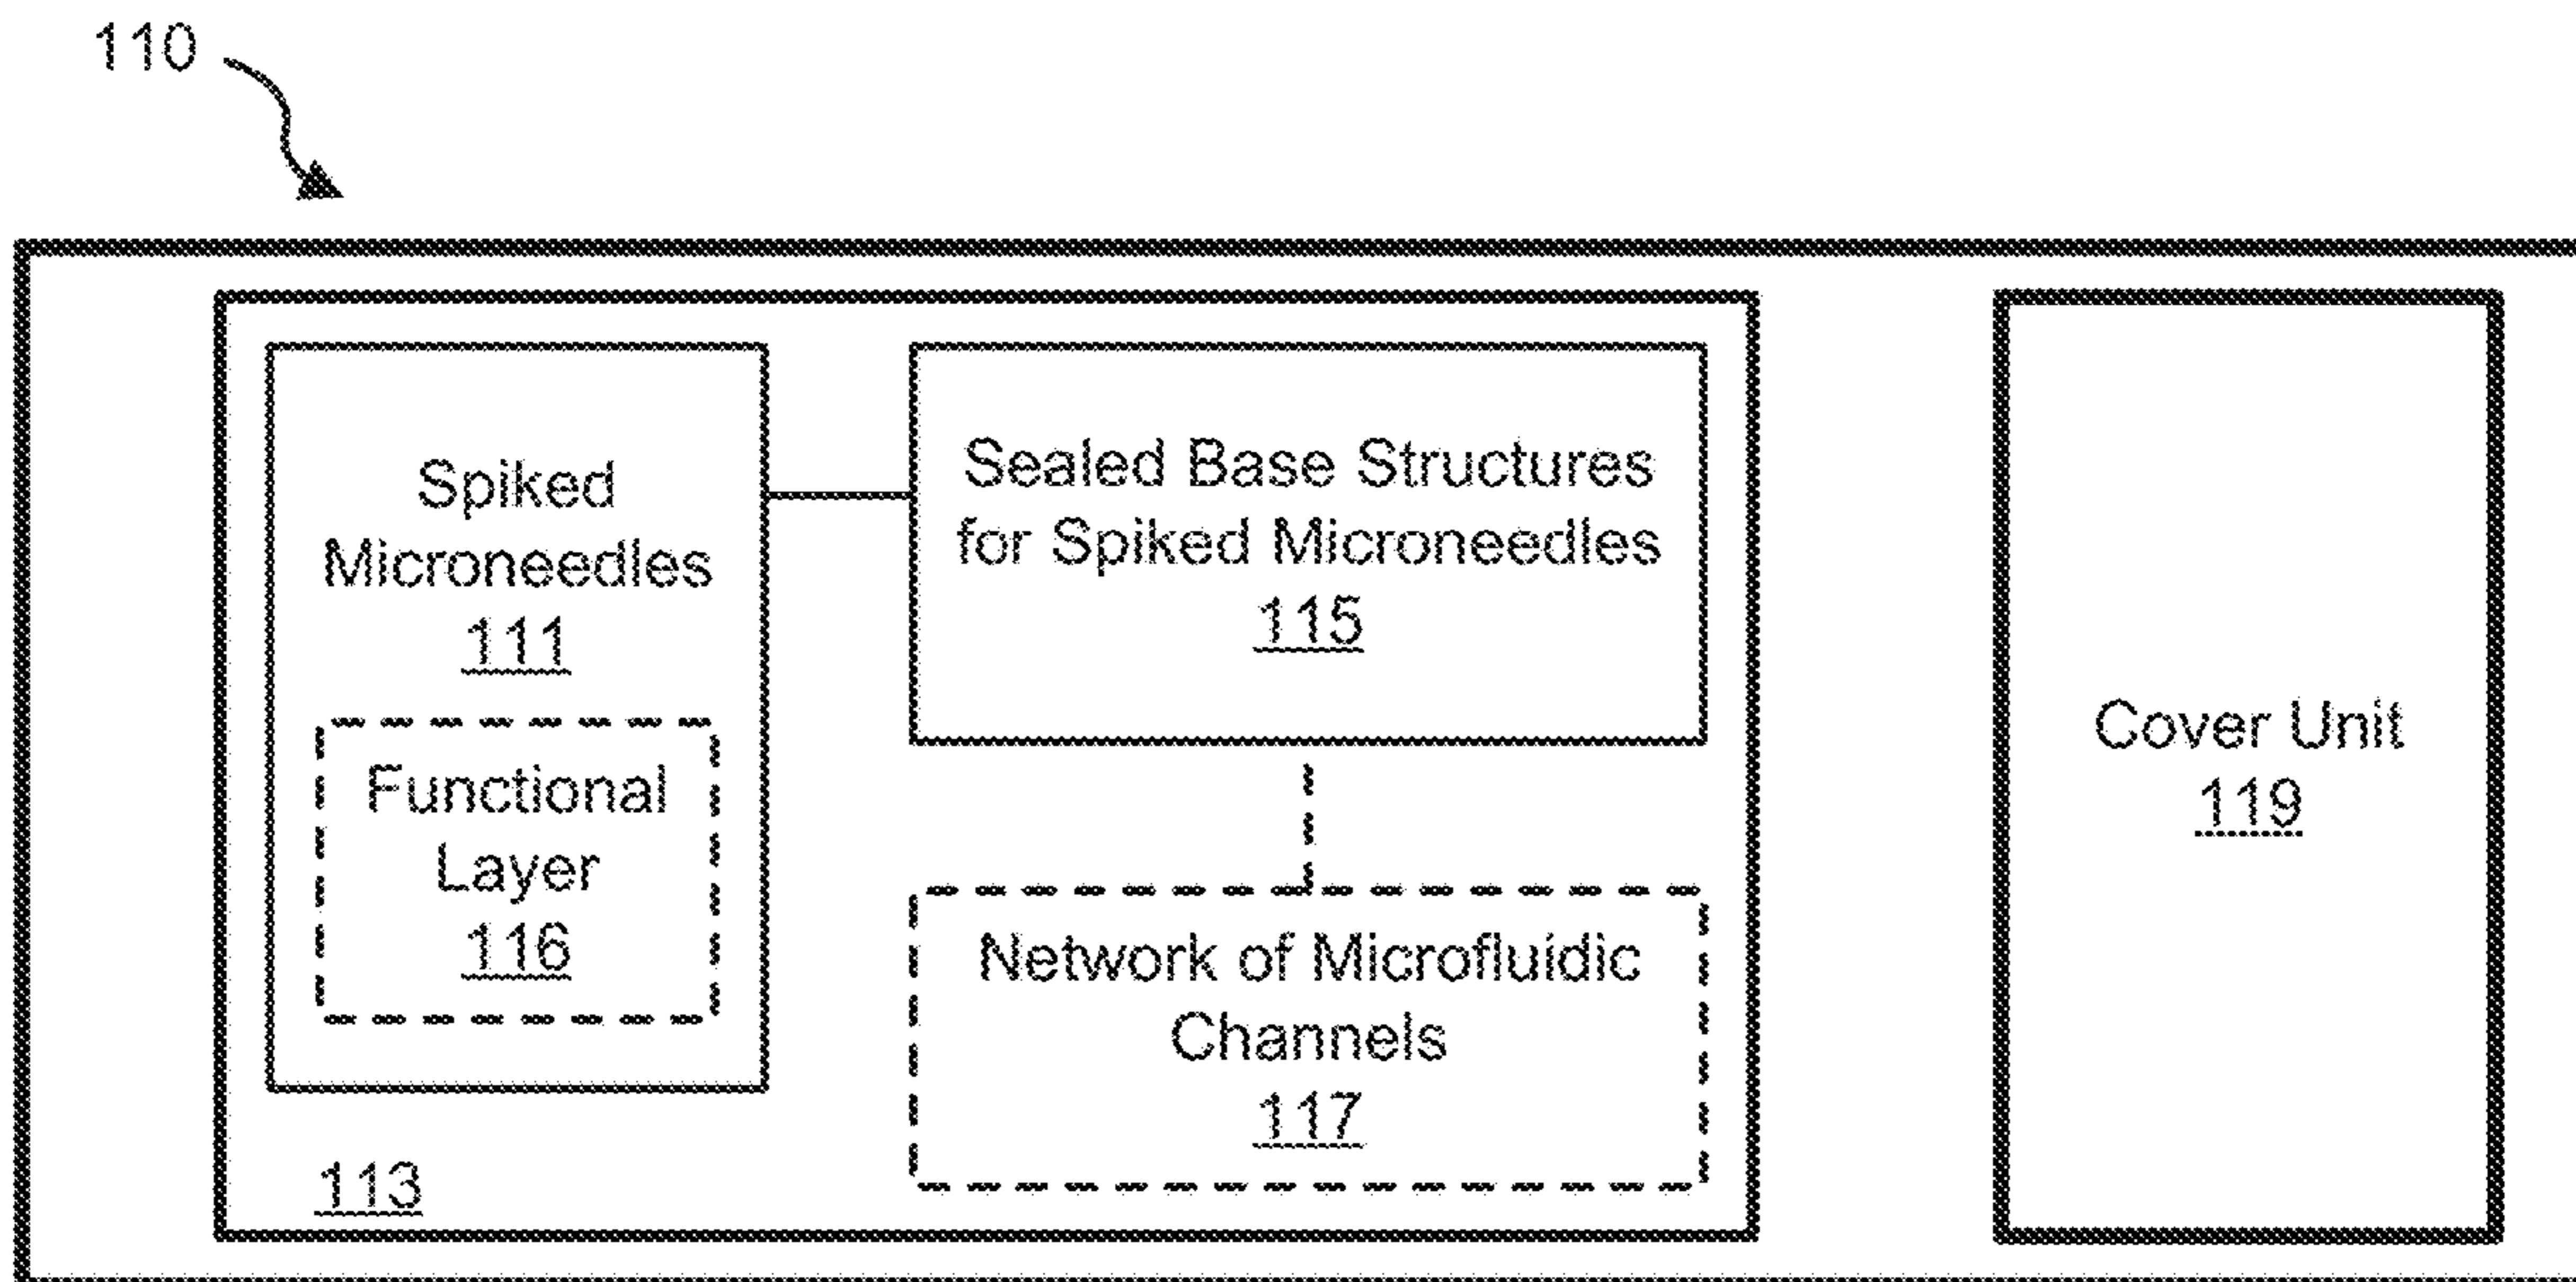 110
Spiked
Microneedles
111
Functional
Layer
116
113
Sealed Base Structures
for Spiked Microneedles
115
Network of Microfluidic
Channels
117
Cover Unit
119